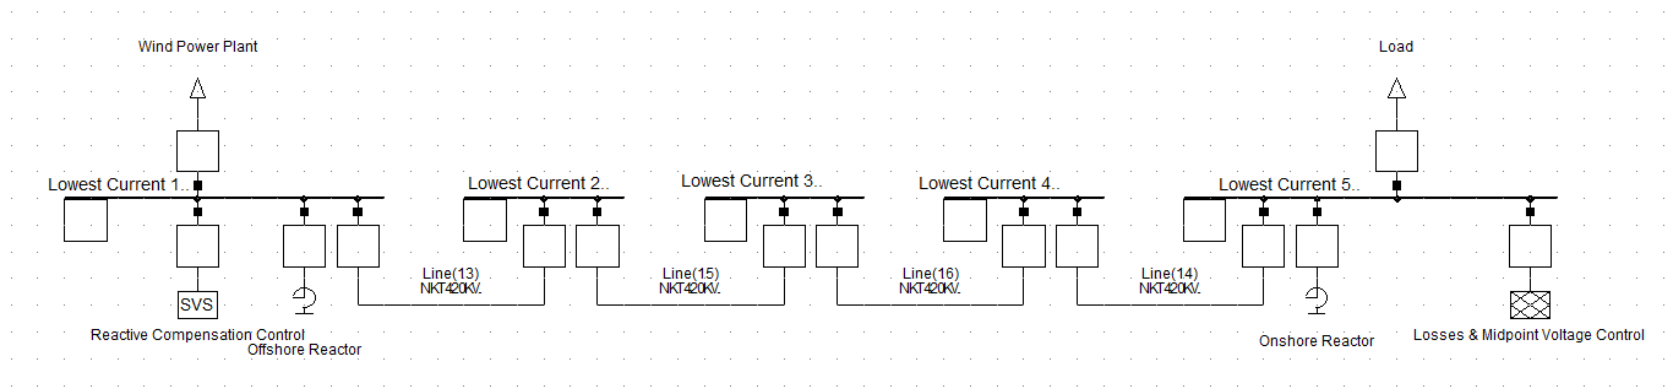 Wind Power Plant
Load
Lowest Current 1..
Lowest Current 2..
Lowest Current 3..
Lowest Current 4..
Lowest Current 5..
Line(13)
NKT420KV..
Line(15)
NKT420KV..
Line(16)
NKT420KV..
Line(14)
NKT420KV..
SVS
Reactive Compensation Control
Offshore Reactor
Onshore Reactor
Losses & Midpoint Voltage Control